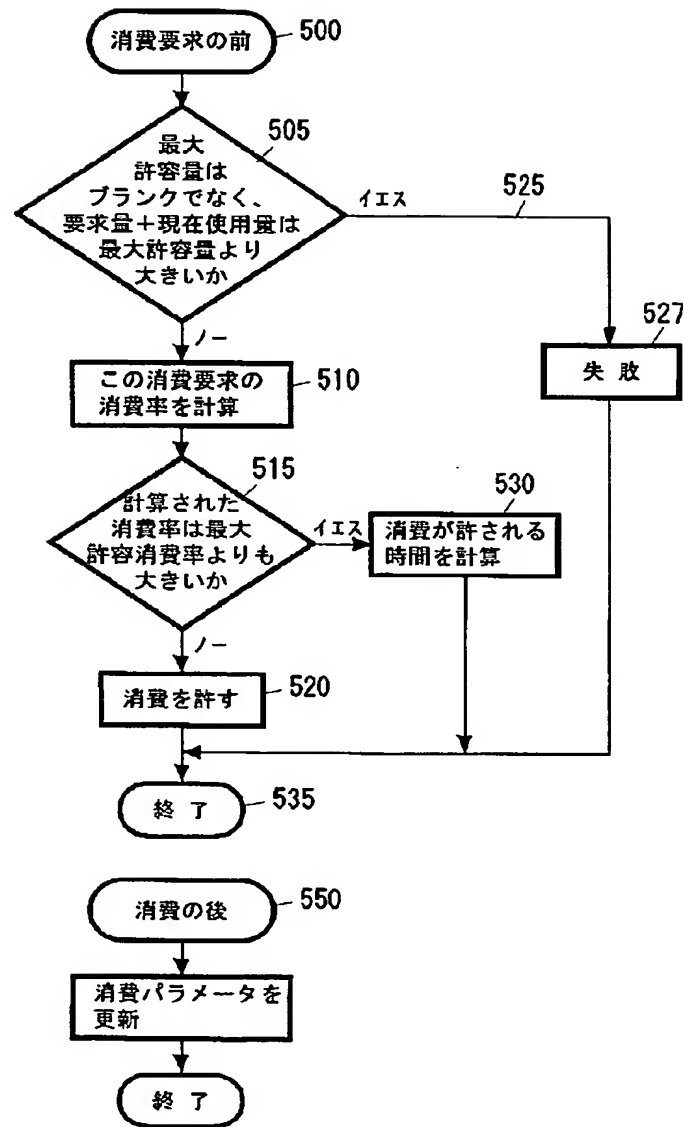 消費要求の前
500
最大
許容量は
ブランクでなく、
要求量+現在使用量は
最大許容量より
大きいか
505
イエス
525
ノー
527
失 敗
この消費要求の
消費率を計算
510
計算された
消費率は最大
許容消費率よりも
大きいか
515
イエス
530
消費が許される
時間を計算
ノー
消費を許す
520
終 了
535
消費の後
550
消費パラメータを
更新
終 了